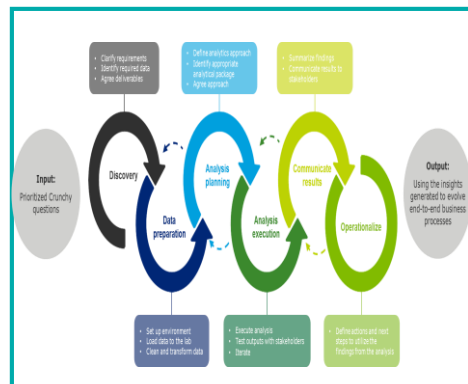 • Clarify requirements
• Identify required data
• Agree deliverables
• Define analytics approach
• Identify appropriate
analytical package
• Agree approach
• Summarize findings
• Communicate results to
stakeholders
Input:
Prioritized Crunchy
questions
Discovery
Data
preparation
Analysis
planning
Analysis
execution
Communicate
results
Operationalize
Output:
Using the insights
generated to evolve
end-to-end business
processes
• Set up environment
• Load data to the lab
• Clean and transform data
• Execute analysis
• Test outputs with stakeholders
• Iterate
• Define actions and next
steps to utilize the
findings from the analysis